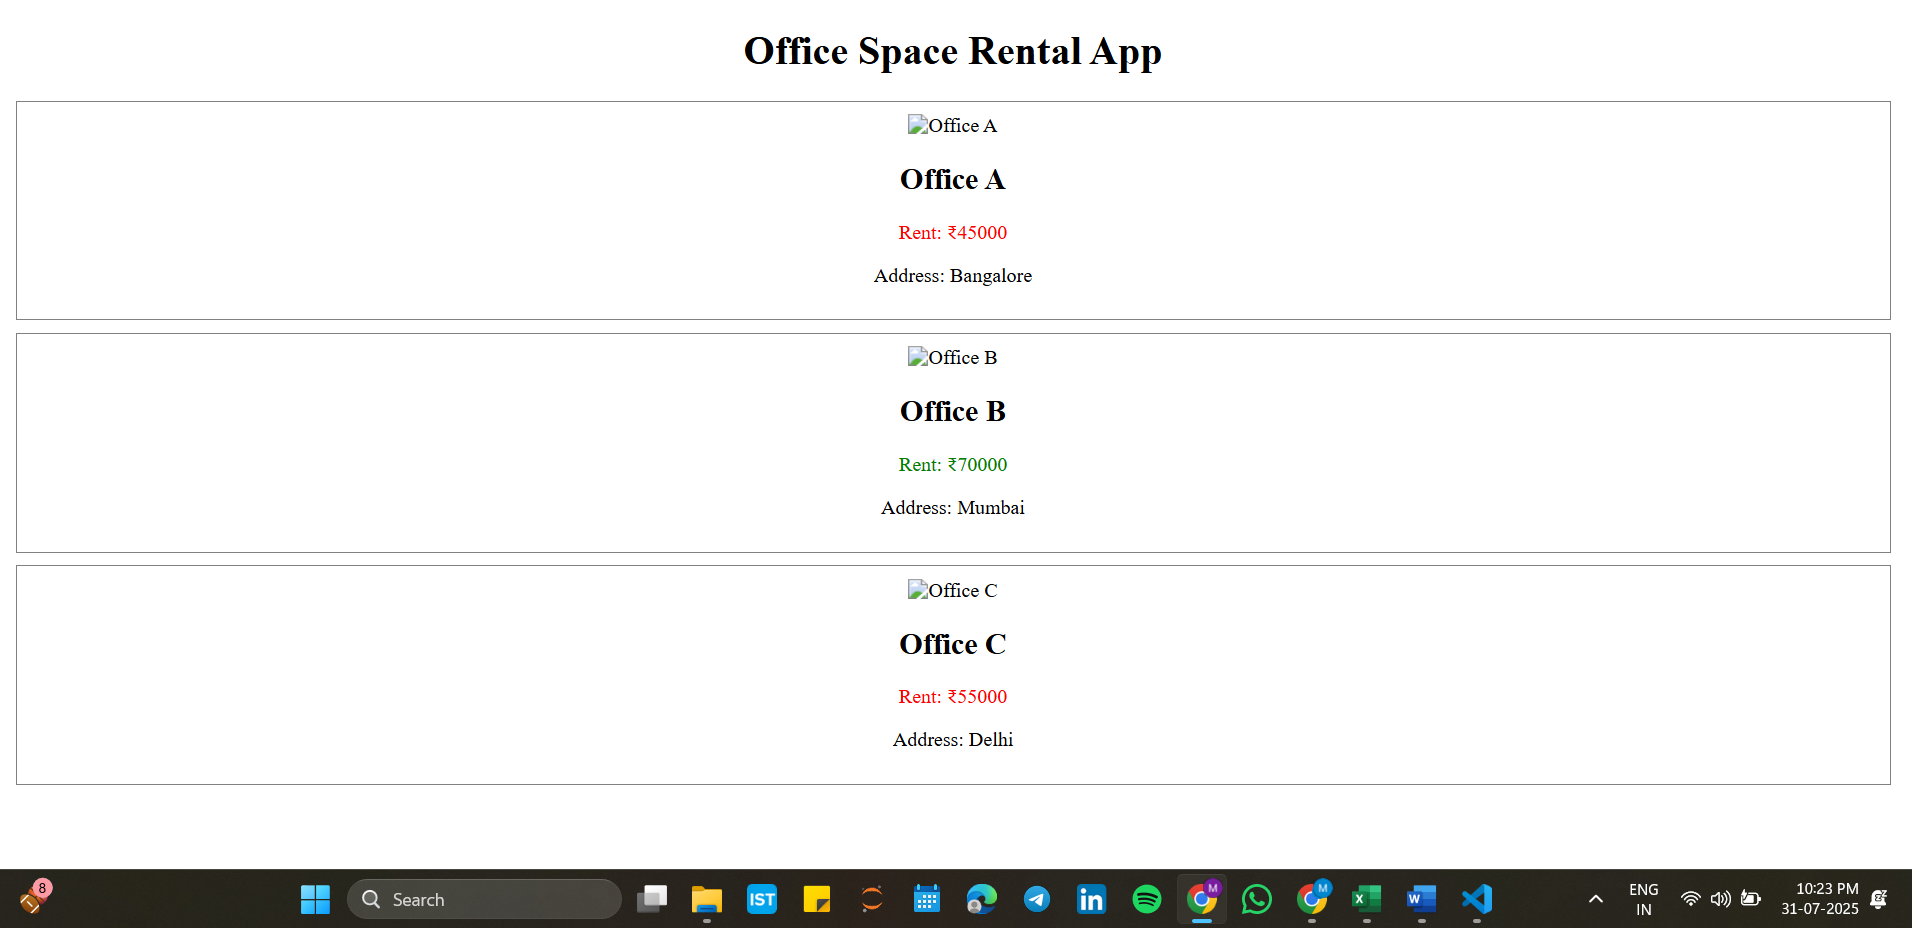 Office Space Rental App
Office A
Office A
Rent: ₹45000
Address: Bangalore
Office B
Office B
Rent: ₹70000
Address: Mumbai
Office C
Office C
Rent: ₹55000
Address: Delhi
8
Search
IST
in
M
M
X
W
ENG
IN
10:23 PM
31-07-2025